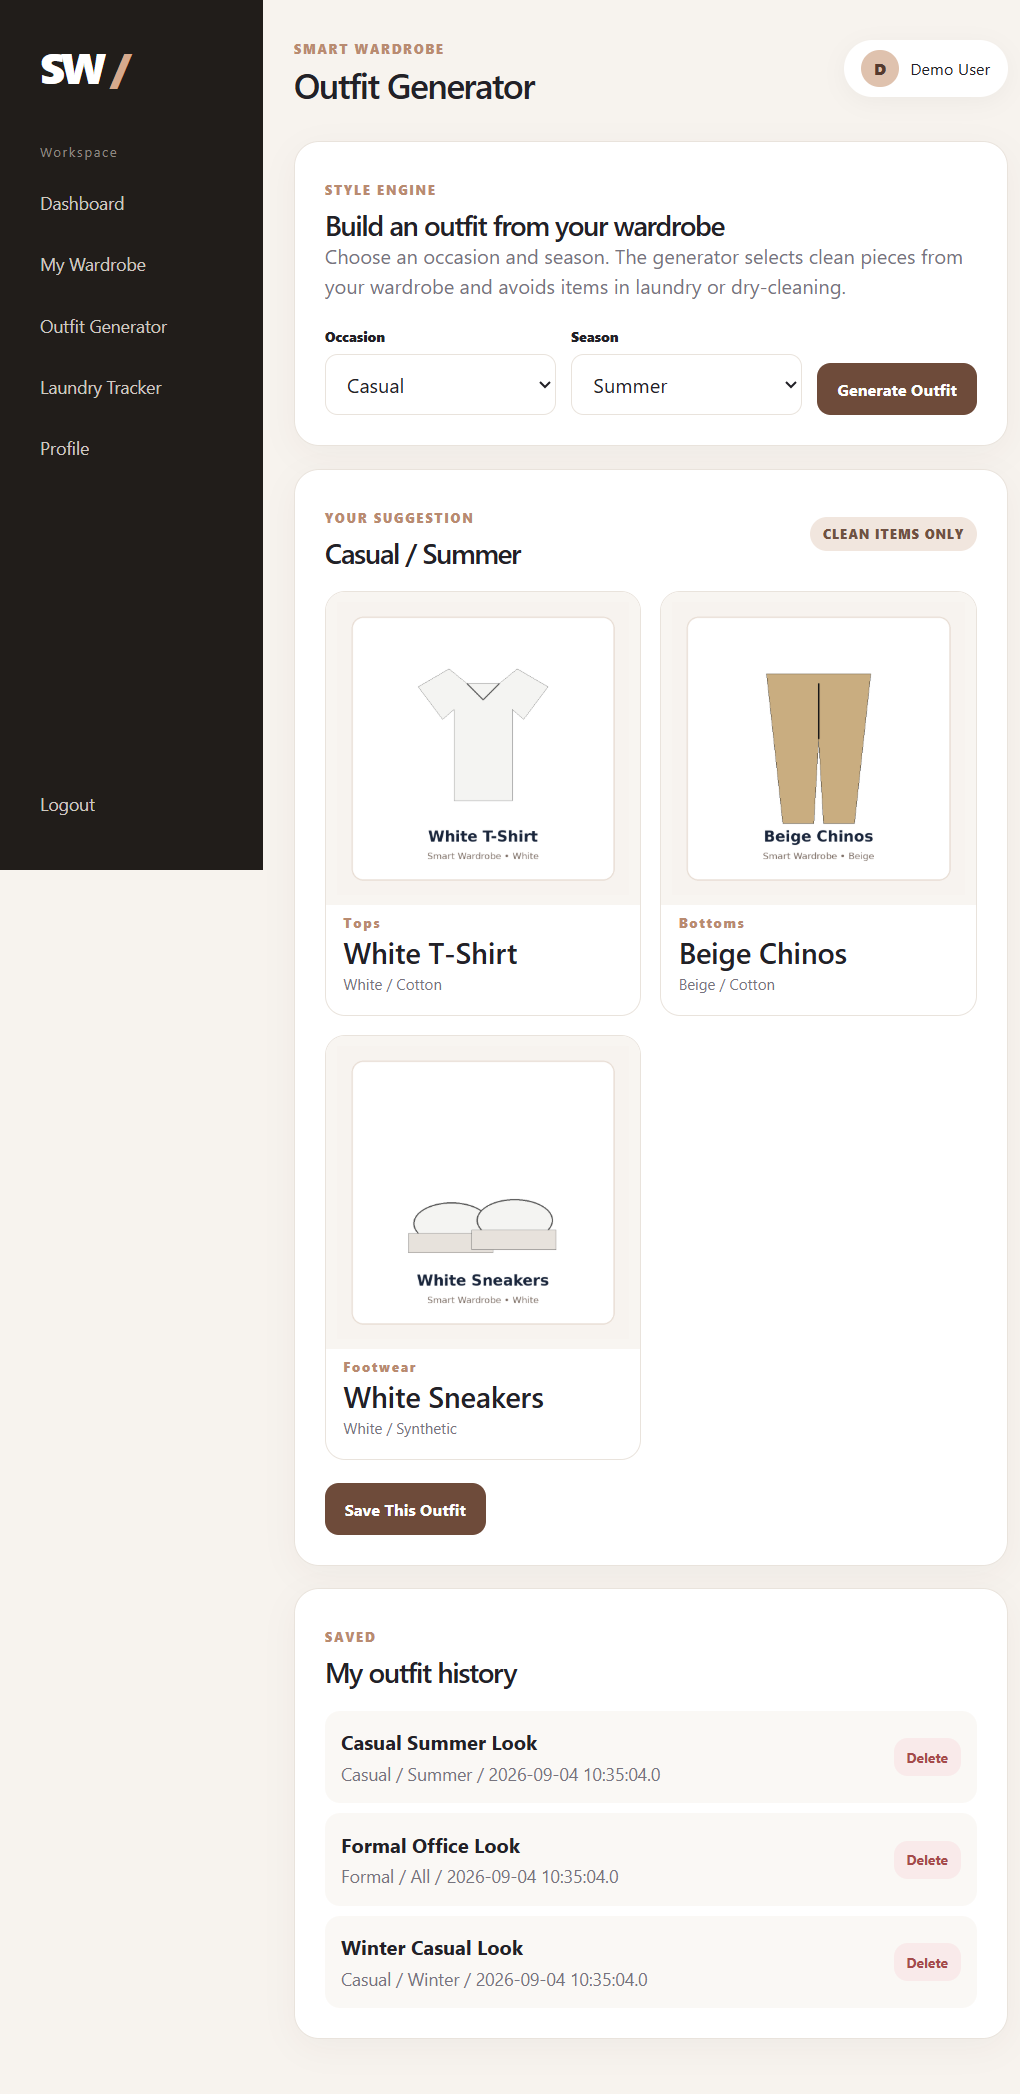 SW/
Workspace
Dashboard
My Wardrobe
Outfit Generator
Laundry Tracker
Profile
Logout
SMART WARDROBE
Outfit Generator
D
Demo User
STYLE ENGINE
Build an outfit from your wardrobe
Choose an occasion and season. The generator selects clean pieces from
your wardrobe and avoids items in laundry or dry-cleaning.
Occasion
Season
Casual
Summer
Generate Outfit
YOUR SUGGESTION
Casual / Summer
CLEAN ITEMS ONLY
White T-Shirt
Smart Wardrobe • White
Tops
White T-Shirt
White / Cotton
Beige Chinos
Smart Wardrobe • Beige
Bottoms
Beige Chinos
Beige / Cotton
White Sneakers
Smart Wardrobe • White
Footwear
White Sneakers
White / Synthetic
Save This Outfit
SAVED
My outfit history
Casual Summer Look
Casual / Summer / 2026-09-04 10:35:04.0
Delete
Formal Office Look
Formal / All / 2026-09-04 10:35:04.0
Delete
Winter Casual Look
Casual / Winter / 2026-09-04 10:35:04.0
Delete